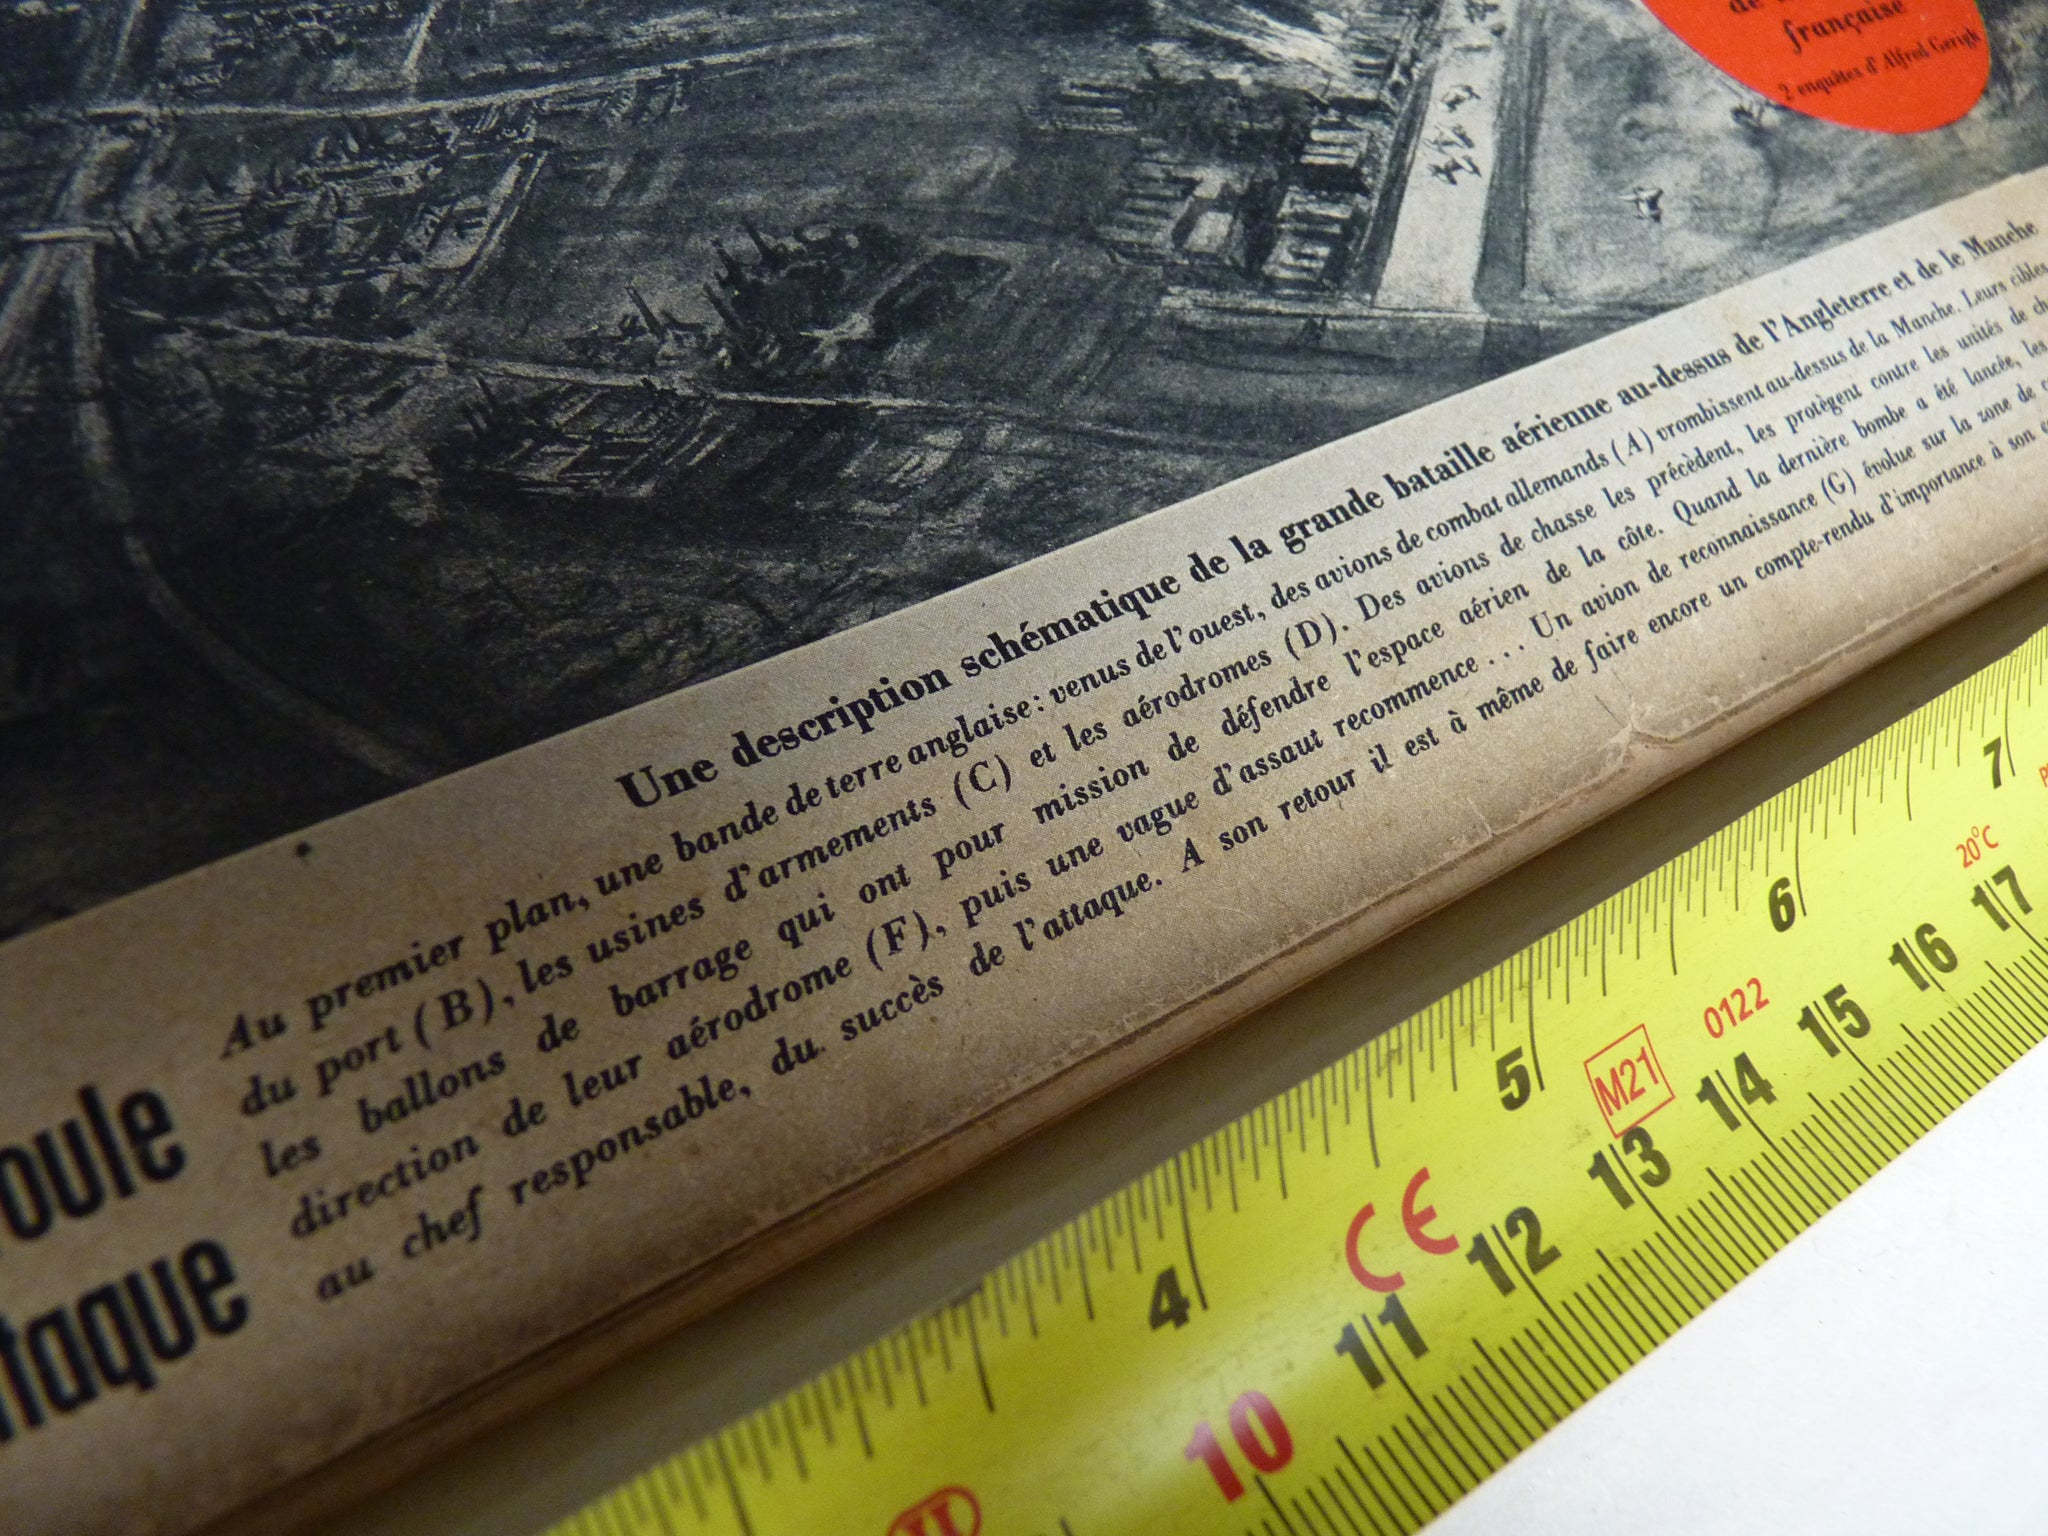 française
2 enquêtes d'Alfred Gerigk
Une description schématique de la grande bataille aérienne au-dessus de l'Angleterre et de le Manche
Au premier plan, une bande de terre anglaise: venus de l'ouest, des avions de combat allemands (A) vrombissent au-dessus de la Manche. Leurs cibles
du port (B), les usines d'armements (C) et les aérodromes (D). Des avions de chasse les précèdent, les protègent contre les unités de
les ballons de barrage qui ont pour mission de défendre l'espace aérien de la côte. Quand la dernière bombe a été lancée, les
direction de leur aérodrome (F), puis une vague d'assaut recommence... Un avion de reconnaissance (G) évolue sur la zone de
au chef responsable, du succès de l'attaque. A son retour il est à même de faire encore un compte-rendu d'importance à son
oule
ttaque
4 5 6 7
10 11 12 13 14 15 16 17
CE M21 0122 20°C